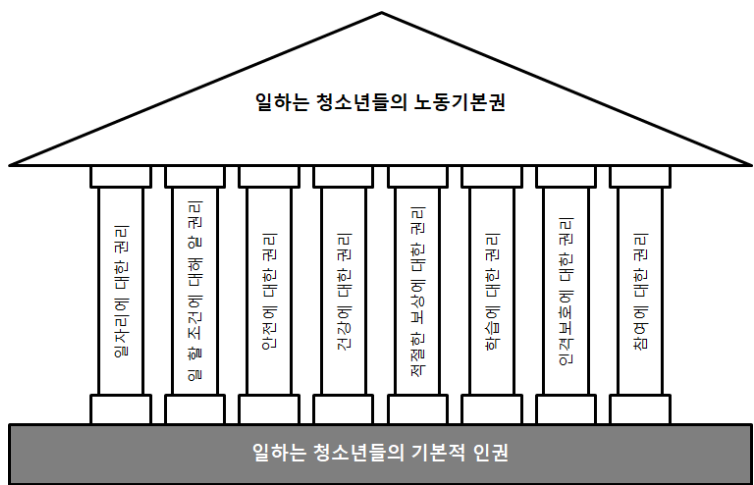 일하는 청소년들의 노동기본권
일자리에 대한 권리
일 할 조건에 대해 알 권리
안전에 대한 권리
건강에 대한 권리
적절한 보상에 대한 권리
학습에 대한 권리
인격보호에 대한 권리
참여에 대한 권리
일하는 청소년들의 기본적 인권